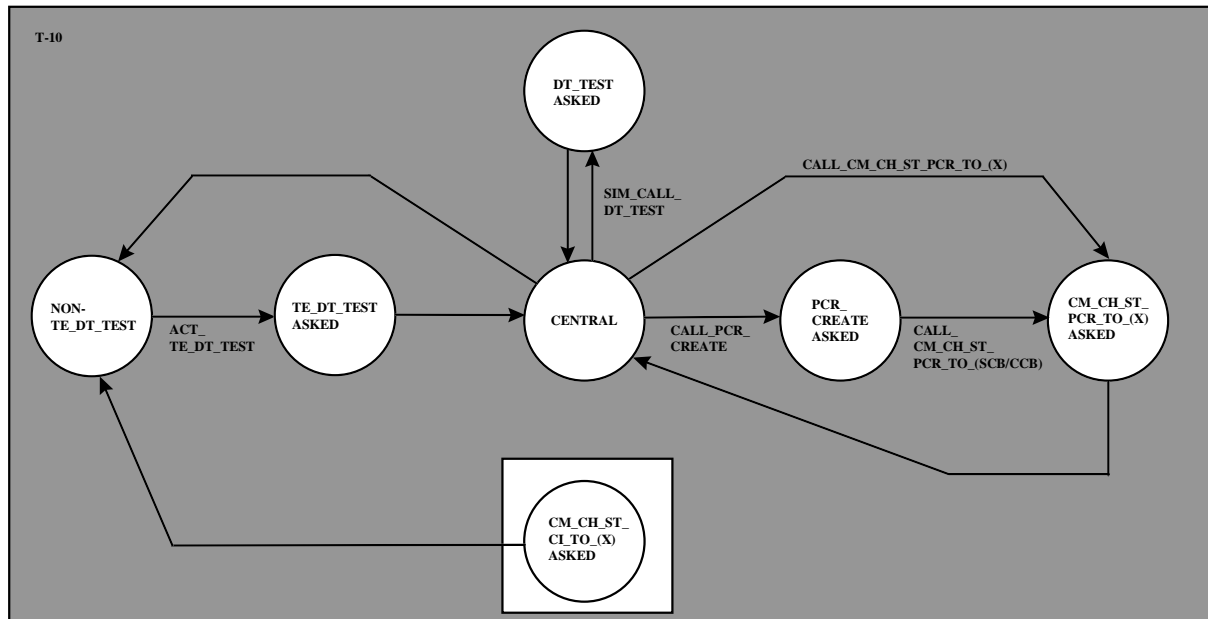 T-10
DT_TEST
ASKED
CALL_CM_CH_ST_PCR_TO_(X)
SIM_CALL_
DT_TEST
NON-
TE_DT_TEST
ACT_
TE_DT_TEST
TE_DT_TEST
ASKED
CENTRAL
CALL_PCR_
CREATE
PCR_
CREATE
ASKED
CALL_
CM_CH_ST_
PCR_TO_(SCB/CCB)
CM_CH_ST_
PCR_TO_(X)
ASKED
CM_CH_ST_
CI_TO_(X)
ASKED